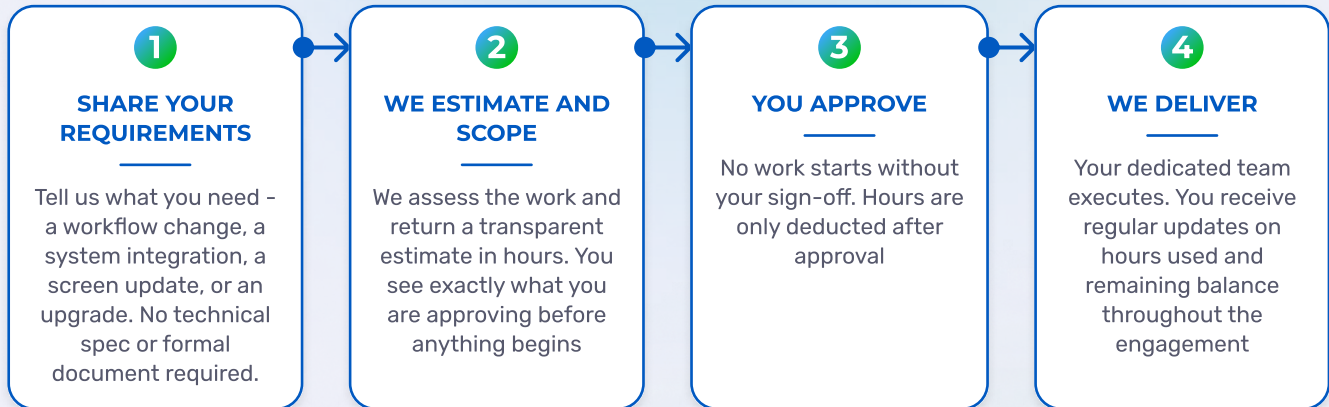 1
SHARE YOUR
REQUIREMENTS
Tell us what you need -
a workflow change, a
system integration, a
screen update, or an
upgrade. No technical
spec or formal
document required.
2
WE ESTIMATE AND
SCOPE
We assess the work and
return a transparent
estimate in hours. You
see exactly what you
are approving before
anything begins
3
YOU APPROVE
No work starts without
your sign-off. Hours are
only deducted after
approval
4
WE DELIVER
Your dedicated team
executes. You receive
regular updates on
hours used and
remaining balance
throughout the
engagement